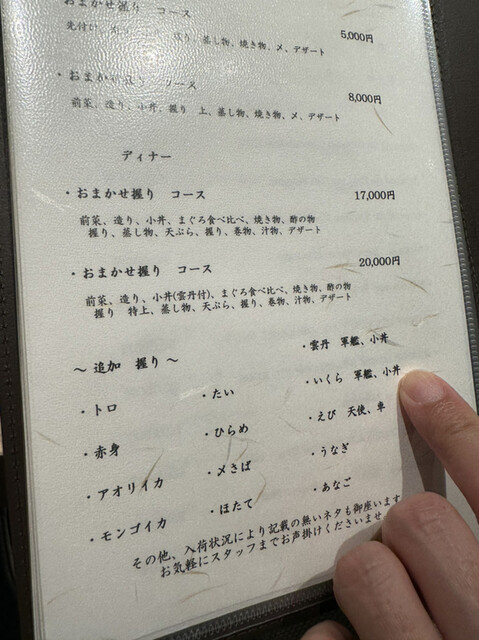 おまかせ握り コース 5,000円
先付け、蒸し物、焼き物、〆、デザート
・おまかせ握り コース 8,000円
前菜、造り、小丼、握り 上、蒸し物、焼き物、〆、デザート
ディナー
・おまかせ握り コース 17,000円
前菜、造り、小丼、まぐろ食べ比べ、焼き物、酢の物
握り、蒸し物、天ぷら、握り、巻物、汁物、デザート
・おまかせ握り コース 20,000円
前菜、造り、小丼(雲丹付)、まぐろ食べ比べ、焼き物、酢の物
握り 特上、蒸し物、天ぷら、握り、巻物、汁物、デザート
～ 追加 握り ～
・トロ
・赤身
・アオリイカ
・モンゴイカ
・たい
・ひらめ
・〆さば
・ほたて
・雲丹 軍艦、小丼
・いくら 軍艦、小丼
・えび 天使、車
・うなぎ
・あなご
その他、入荷状況により記載の無いネタも御座います
お気軽にスタッフまでお声掛けくださいませ